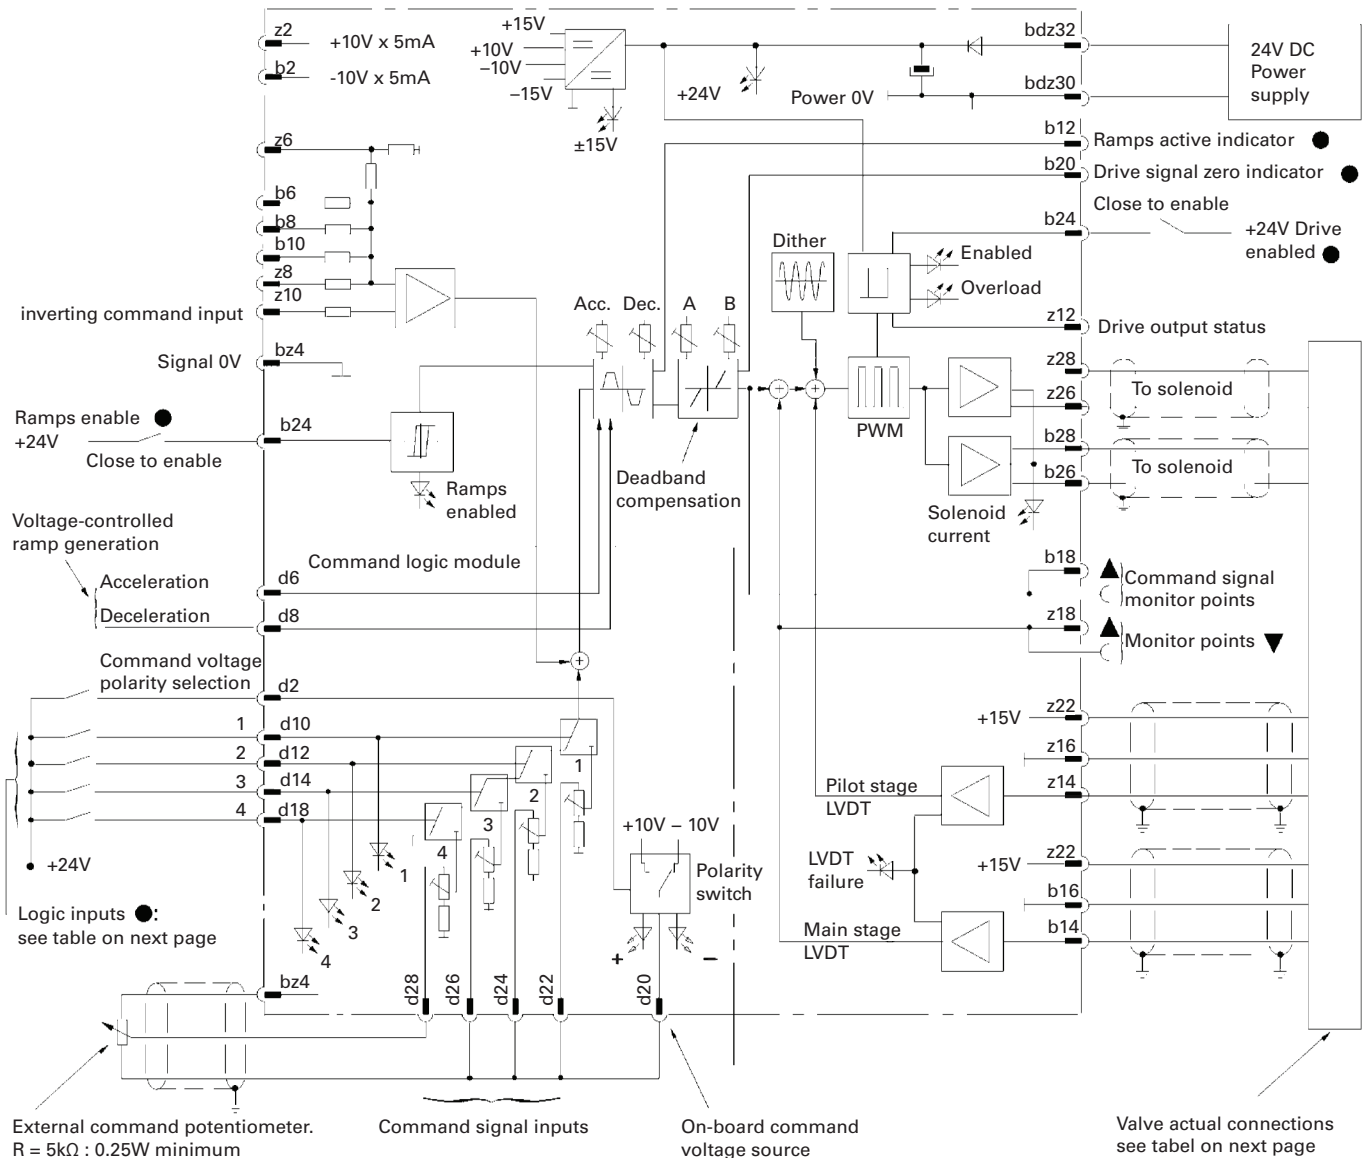 z2
+10V x 5mA
b2
-10V x 5mA
+15V
+10V
−10V
−15V
±15V
+24V
Power 0V
bdz32
bdz30
24V DC
Power
supply
z6
b6
b8
b10
z8
z10
inverting command input
Signal 0V
bz4
b12
Ramps active indicator
b20
Drive signal zero indicator
Close to enable
b24
+24V Drive
enabled
Dither
Enabled
Overload
z12
Drive output status
Acc.
Dec.
A
B
PWM
z28
z26
To solenoid
b28
b26
To solenoid
Ramps enable
+24V
Close to enable
b24
Ramps
enabled
Deadband
compensation
Solenoid
current
Voltage-controlled
ramp generation
Acceleration
Deceleration
d6
d8
Command logic module
b18
Command signal
monitor points
z18
Monitor points
Command voltage
polarity selection
d2
1
d10
2
d12
3
d14
4
d18
+24V
Logic inputs ●:
see table on next page
1
2
3
4
1
2
3
4
+10V – 10V
Polarity
switch
+
–
z22
+15V
z16
z14
Pilot stage
LVDT
LVDT
failure
z22
+15V
b16
b14
Main stage
LVDT
bz4
d28
d26
d24
d22
d20
External command potentiometer.
R = 5kΩ : 0.25W minimum
Command signal inputs
On-board command
voltage source
Valve actual connections
see tabel on next page